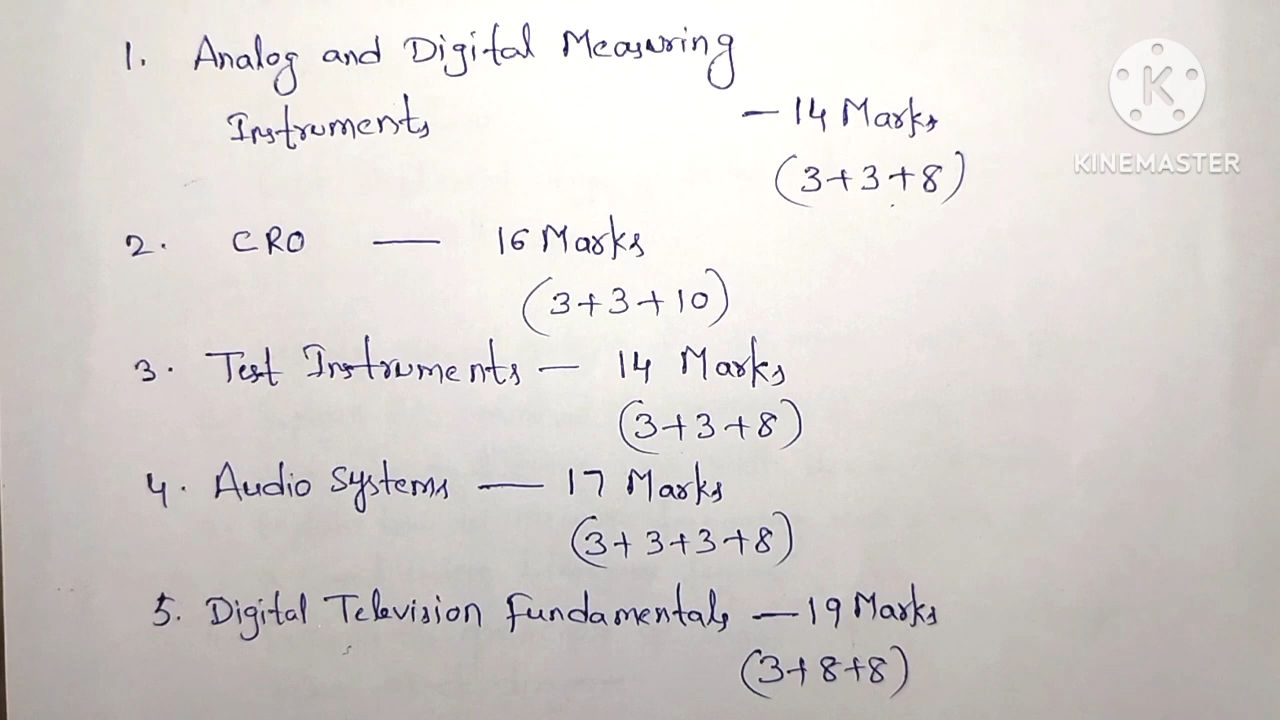 1. Analog and Digital Measuring
Instruments — 14 Marks
(3+3+8)
2. CRO — 16 Marks
(3+3+10)
3. Test Instruments — 14 Marks
(3+3+8)
4. Audio Systems — 17 Marks
(3+3+3+8)
5. Digital Television Fundamentals — 19 Marks
(3+8+8)
K
KINEMASTER